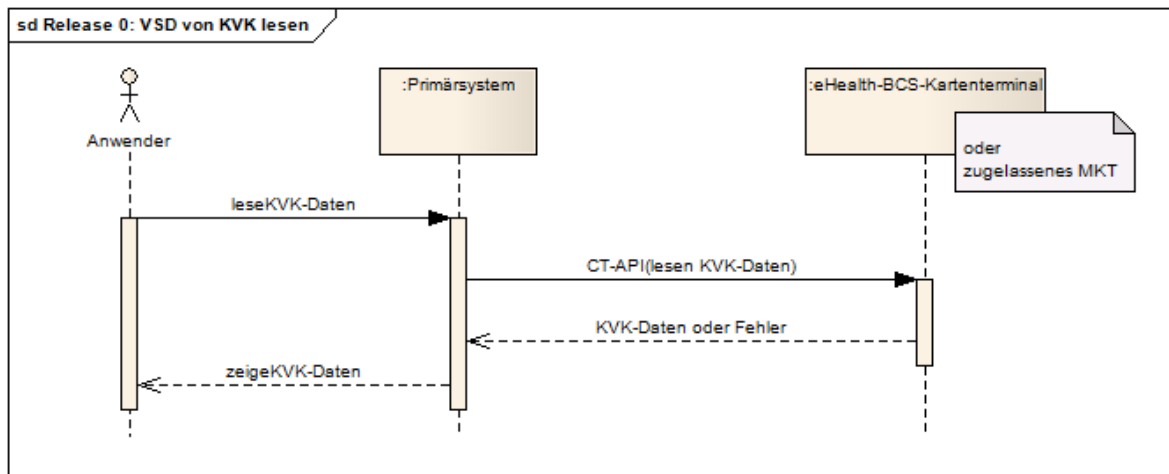 sd Release 0: VSD von KVK lesen
:Primärsystem
:eHealth-BCS-Kartenterminal
Anwender
oder
zugelassenes MKT
leseKVK-Daten
CT-API(lesen KVK-Daten)
KVK-Daten oder Fehler
zeigeKVK-Daten